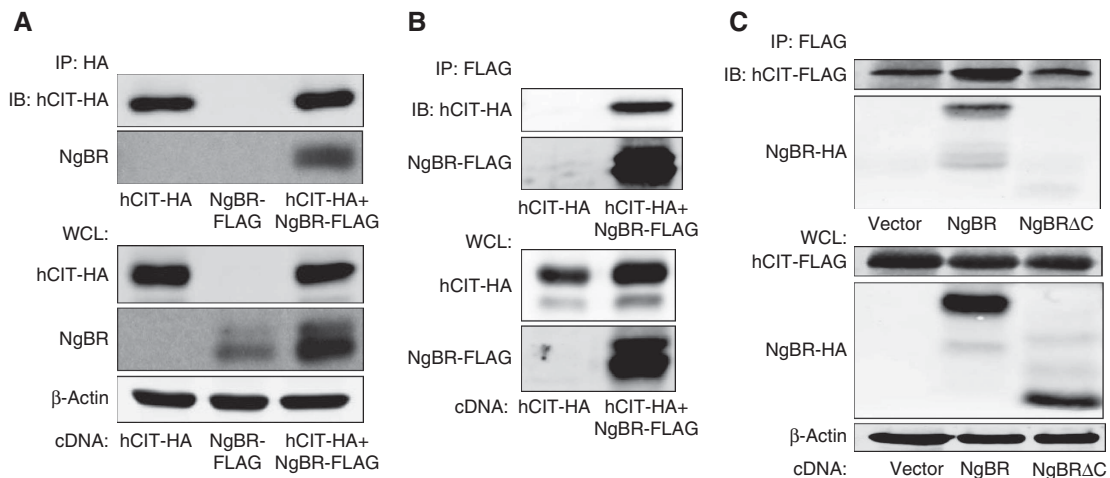 A
IP: HA
IB: hCIT-HA
NgBR
hCIT-HA NgBR-FLAG hCIT-HA+ NgBR-FLAG
WCL:
hCIT-HA
NgBR
β-Actin
cDNA: hCIT-HA NgBR-FLAG hCIT-HA+ NgBR-FLAG
B
IP: FLAG
IB: hCIT-HA
NgBR-FLAG
hCIT-HA hCIT-HA+ NgBR-FLAG
WCL:
hCIT-HA
NgBR-FLAG
cDNA: hCIT-HA hCIT-HA+ NgBR-FLAG
C
IP: FLAG
IB: hCIT-FLAG
NgBR-HA
Vector NgBR NgBRΔC
WCL:
hCIT-FLAG
NgBR-HA
β-Actin
cDNA: Vector NgBR NgBRΔC